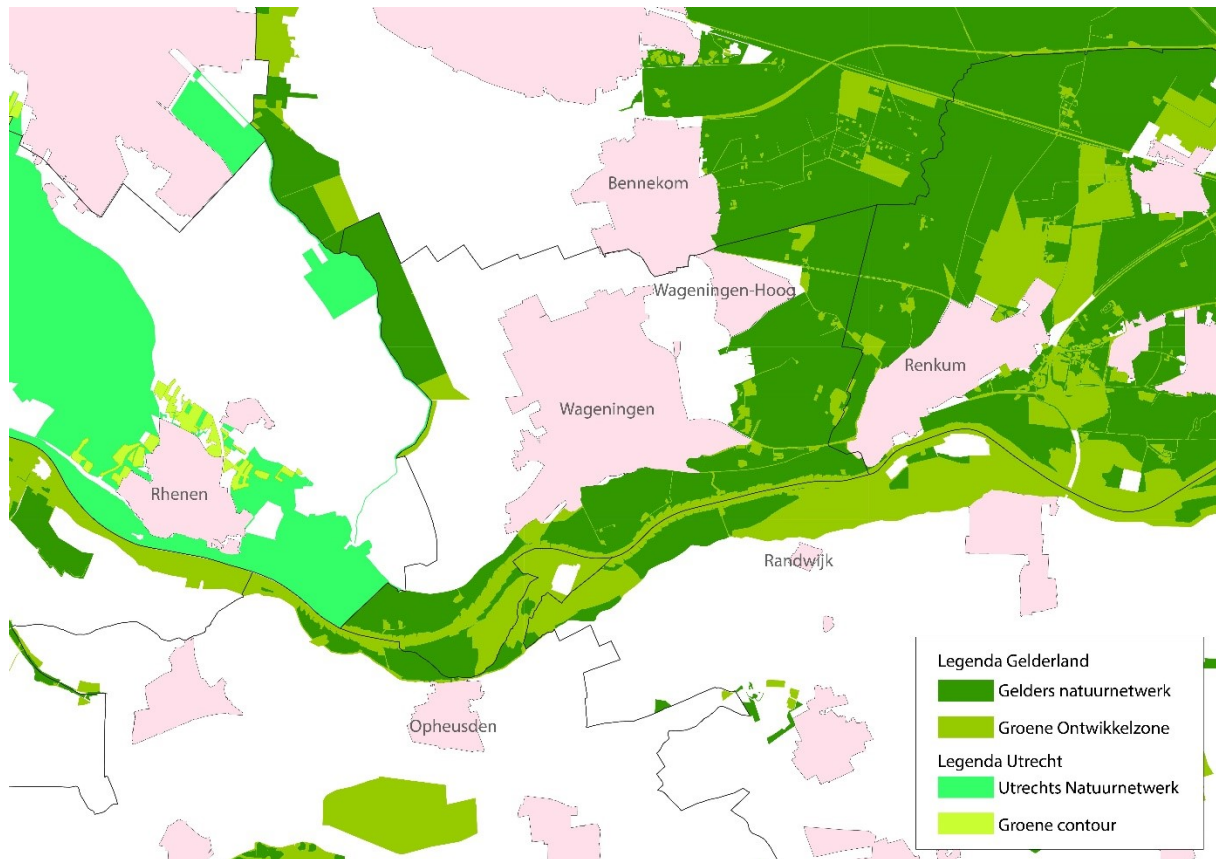 Bennekom
Wageningen-Hoog
Renkum
Wageningen
Rhenen
Randwijk
Opheusden
Legenda Gelderland
Gelders natuurnetwerk
Groene Ontwikkelzone
Legenda Utrecht
Utrechts Natuurnetwerk
Groene contour